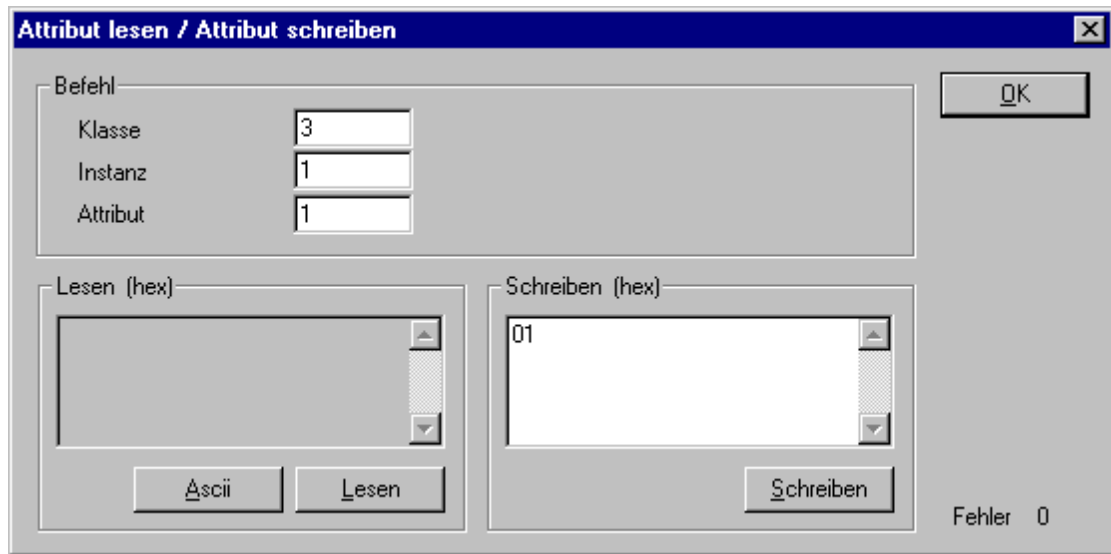 Attribut lesen / Attribut schreiben
Befehl
OK
Klasse 3
Instanz 1
Attribut 1
Lesen (hex)
Schreiben (hex)
01
Ascii Lesen
Schreiben
Fehler 0